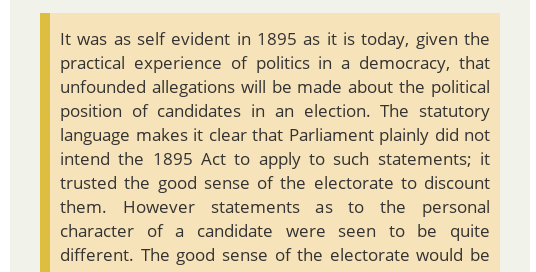 It was as self evident in 1895 as it is today, given the
practical experience of politics in a democracy, that
unfounded allegations will be made about the political
position of candidates in an election. The statutory
language makes it clear that Parliament plainly did not
intend the 1895 Act to apply to such statements; it
trusted the good sense of the electorate to discount
them. However statements as to the personal
character of a candidate were seen to be quite
different. The good sense of the electorate would be